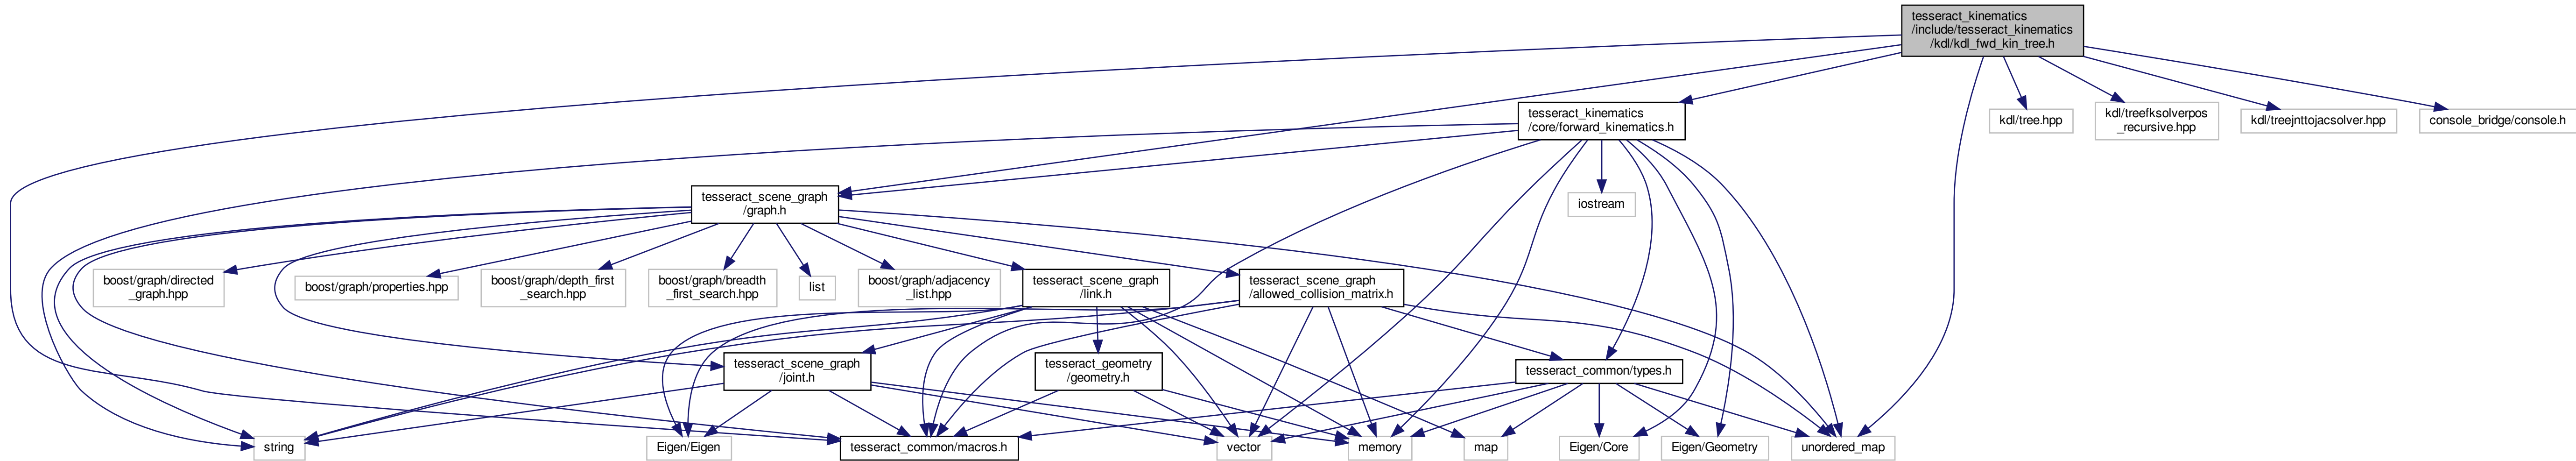 tesseract_kinematics
/include/tesseract_kinematics
/kdl/kdl_fwd_kin_tree.h
tesseract_kinematics
/core/forward_kinematics.h
kdl/tree.hpp
kdl/treefksolverpos
_recursive.hpp
kdl/treejnttojacsolver.hpp
console_bridge/console.h
tesseract_scene_graph
/graph.h
iostream
boost/graph/directed
_graph.hpp
boost/graph/properties.hpp
boost/graph/depth_first
_search.hpp
boost/graph/breadth
_first_search.hpp
list
boost/graph/adjacency
_list.hpp
tesseract_scene_graph
/link.h
tesseract_scene_graph
/allowed_collision_matrix.h
tesseract_scene_graph
/joint.h
tesseract_geometry
/geometry.h
tesseract_common/types.h
string
Eigen/Eigen
tesseract_common/macros.h
vector
memory
map
Eigen/Core
Eigen/Geometry
unordered_map